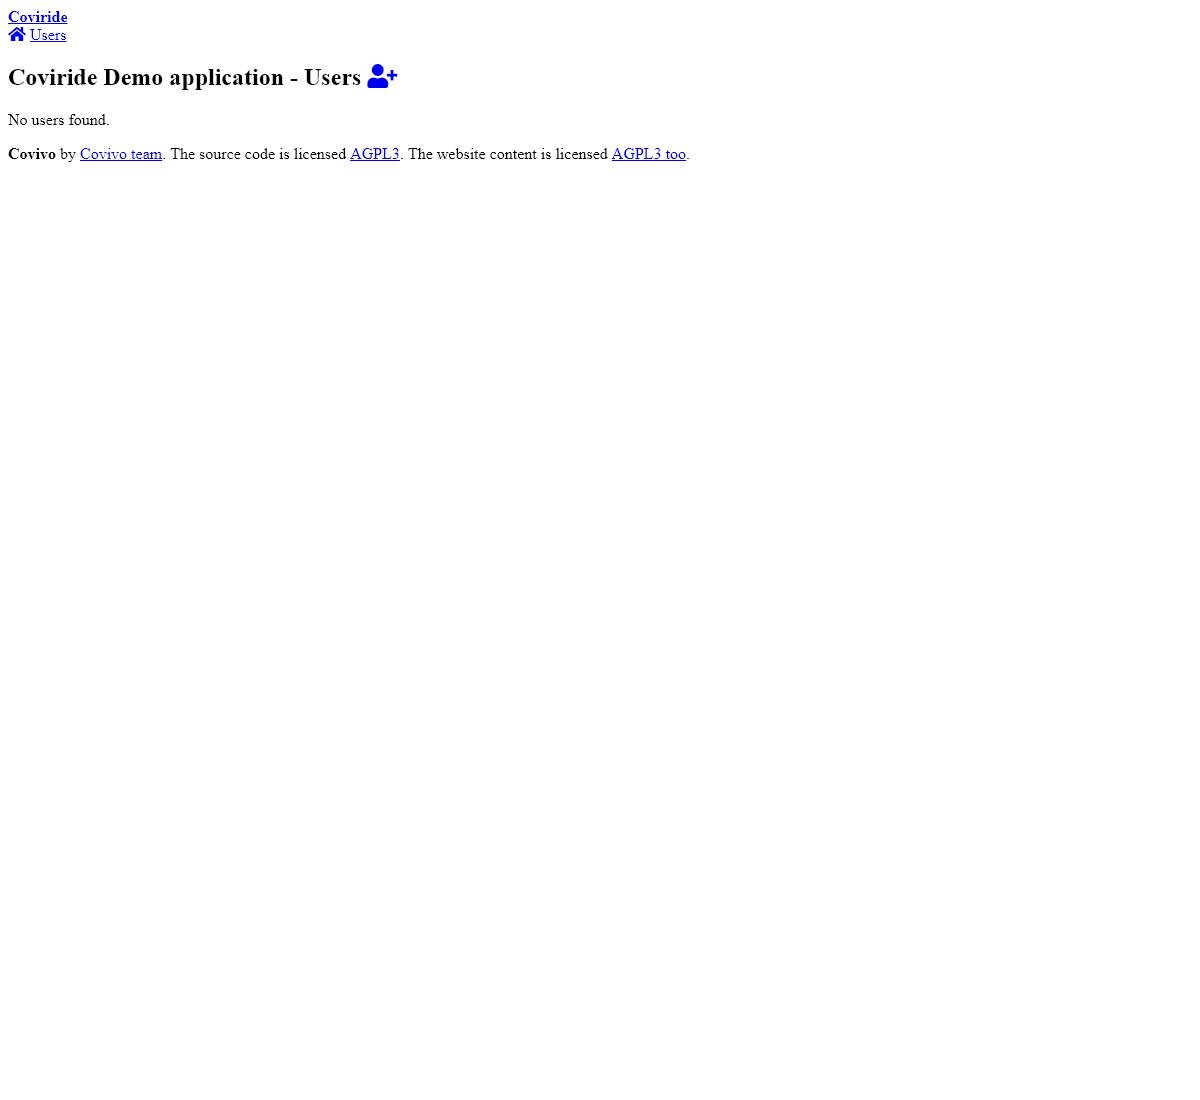 Coviride
Users
Coviride Demo application - Users
No users found.
Covivo by Covivo team. The source code is licensed AGPL3. The website content is licensed AGPL3 too.